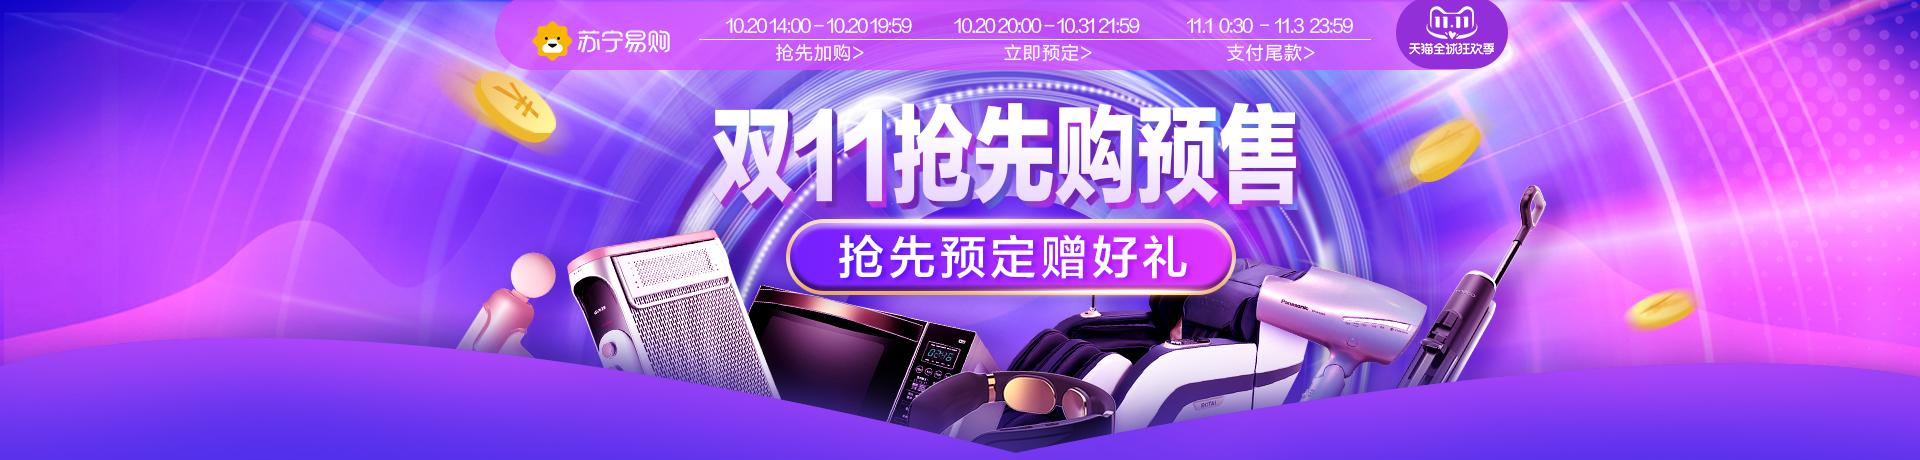 苏宁易购
10.20 14:00 - 10.20 19:59
抢先加购>
10.20 20:00 - 10.31 21:59
立即预定>
11.1 0:30 - 11.3 23:59
支付尾款>
11.11
天猫全球狂欢季
双11抢先购预售
抢先预定赠好礼
Panasonic
02:46
ROTAI